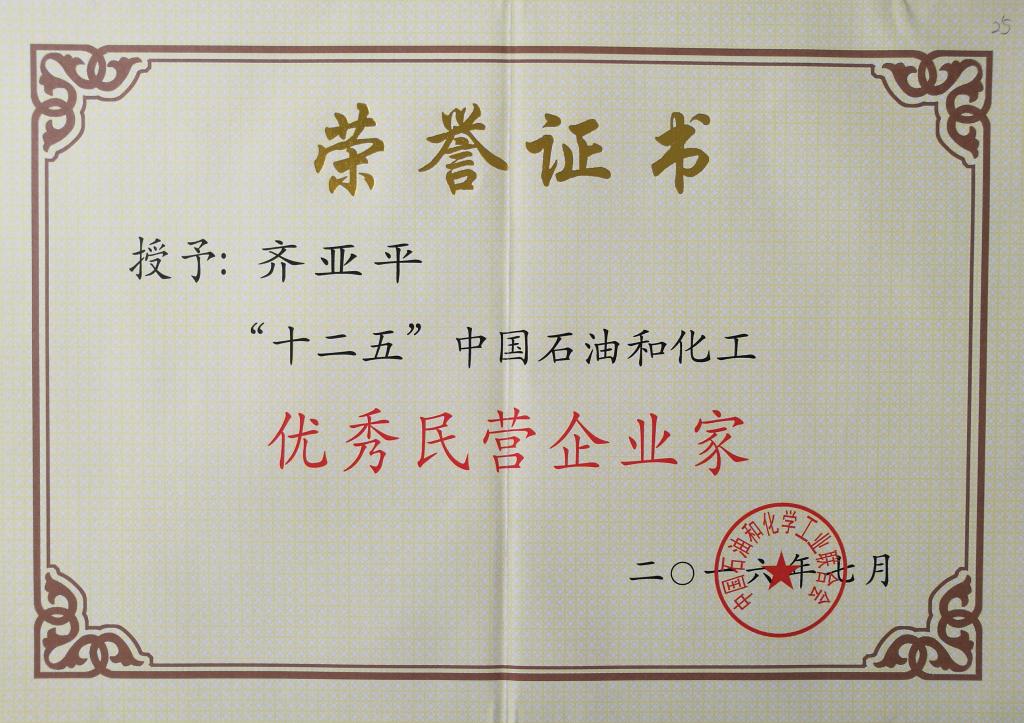 25
荣誉证书
授予: 齐亚平
“十二五”中国石油和化工
优秀民营企业家
二〇一六年七月
中国石油和化学工业联合会